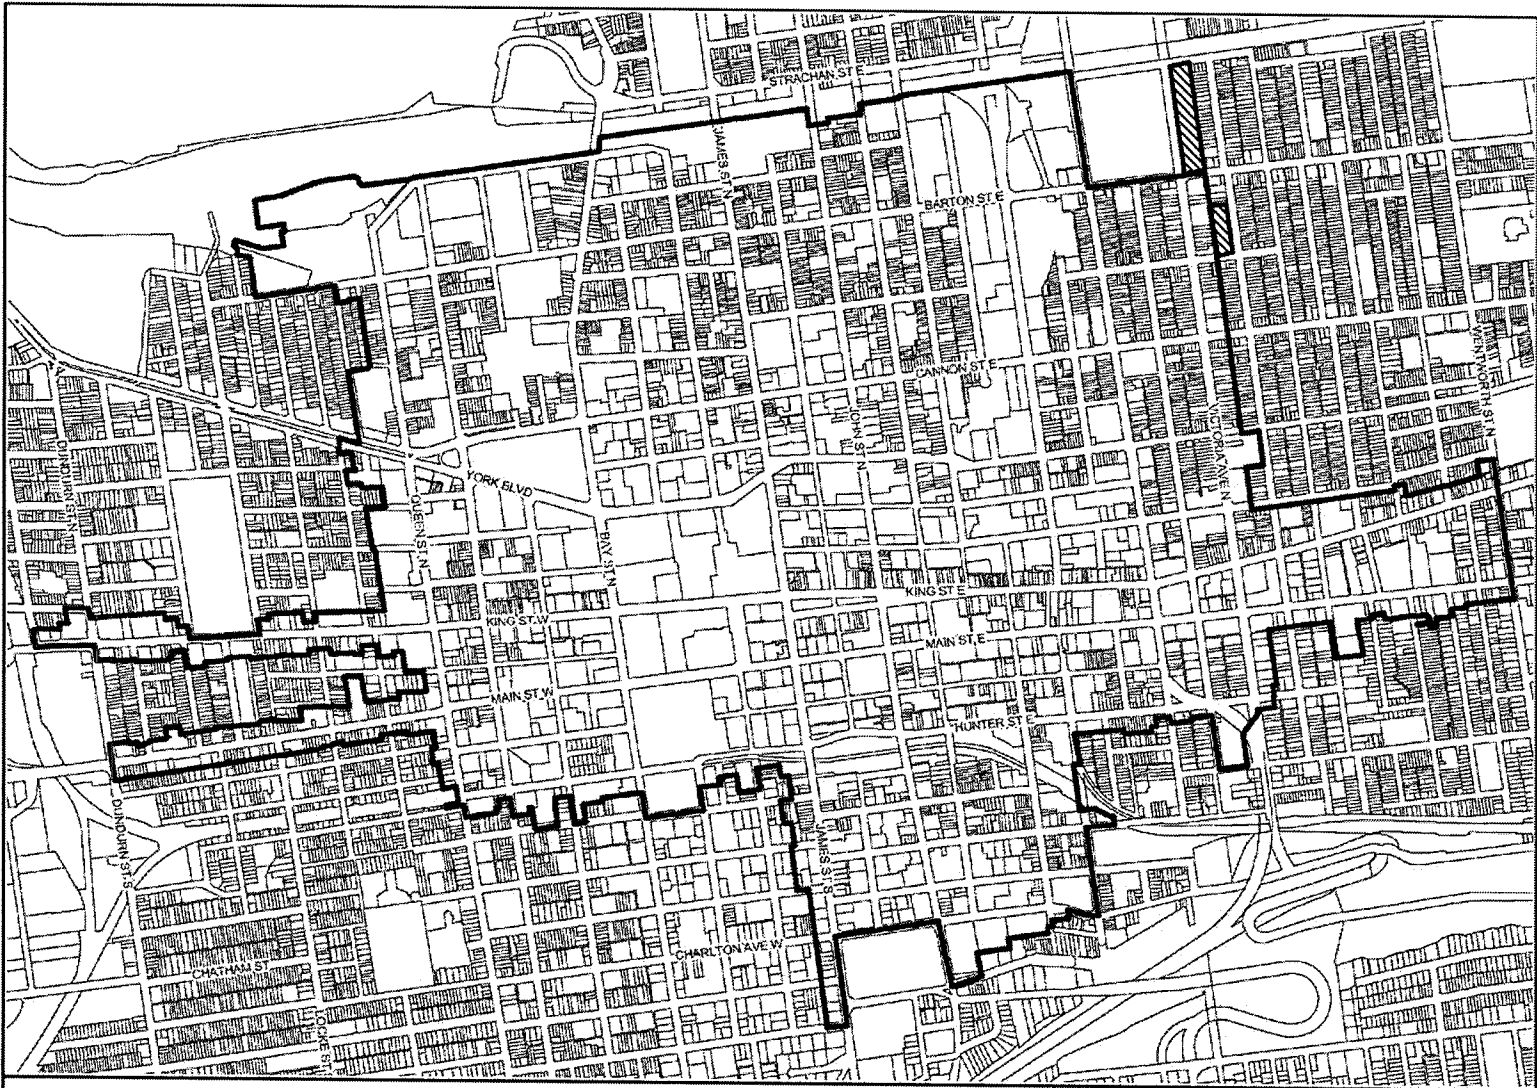 STRACHAN ST E
JAMES ST N
BARTON ST E
CANNON ST E
WENTWORTH ST N
JOHN ST N
VICTORIA AVE N
DUNDURN ST N
YORK BLVD
QUEEN ST N
BAY ST N
KING ST E
KING ST W
MAIN ST E
MAIN ST W
HUNTER ST E
DUNDURN ST S
JAMES ST S
CHARLTON AVE W
CHATHAM ST
LOCKE ST